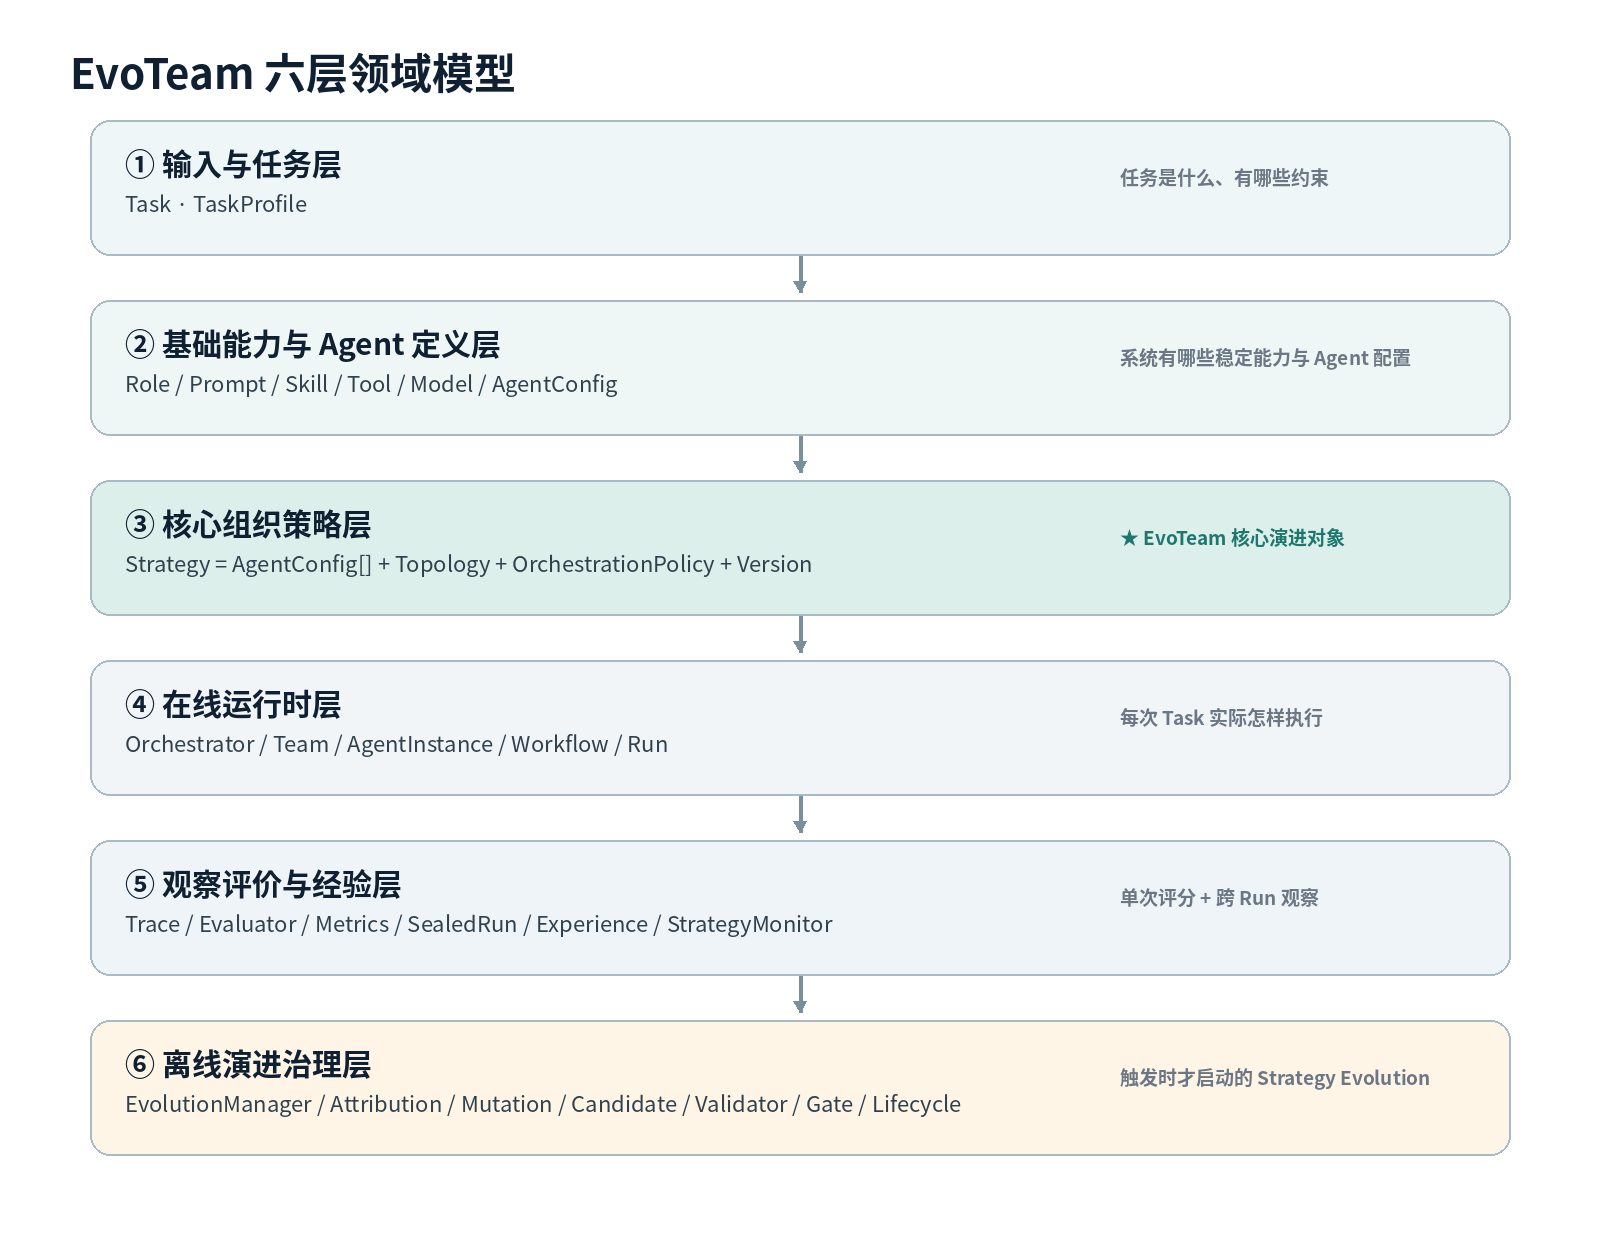 EvoTeam 六层领域模型
① 输入与任务层
任务是什么、有哪些约束
Task · TaskProfile
② 基础能力与 Agent 定义层
系统有哪些稳定能力与 Agent 配置
Role / Prompt / Skill / Tool / Model / AgentConfig
③ 核心组织策略层
★ EvoTeam 核心演进对象
Strategy = AgentConfig[] + Topology + OrchestrationPolicy + Version
④ 在线运行时层
每次 Task 实际怎样执行
Orchestrator / Team / AgentInstance / Workflow / Run
⑤ 观察评价与经验层
单次评分 + 跨 Run 观察
Trace / Evaluator / Metrics / SealedRun / Experience / StrategyMonitor
⑥ 离线演进治理层
触发时才启动的 Strategy Evolution
EvolutionManager / Attribution / Mutation / Candidate / Validator / Gate / Lifecycle